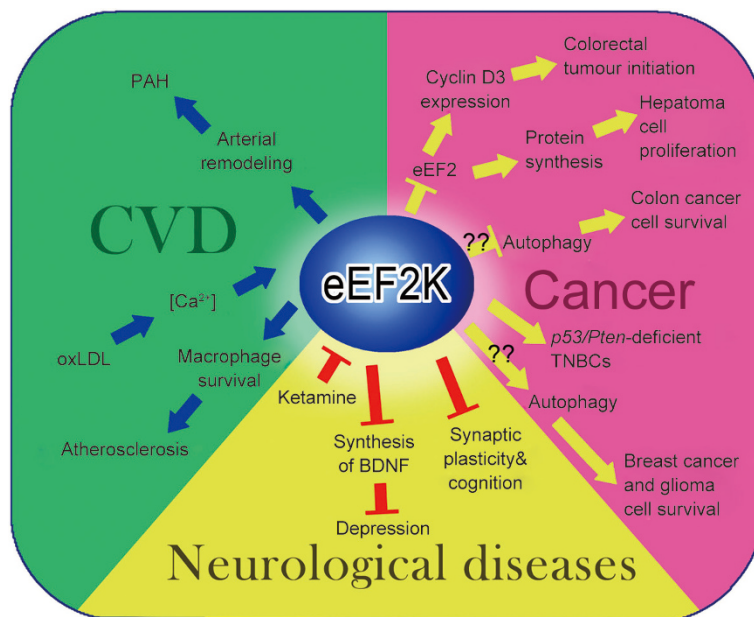 PAH
Arterial
remodeling
CVD
[Ca²⁺]
oxLDL
Macrophage
survival
Atherosclerosis
eEF2K
Colorectal
tumour initiation
Cyclin D3
expression
Hepatoma
cell
proliferation
Protein
synthesis
eEF2
Colon cancer
cell survival
??
Autophagy
Cancer
p53/Pten-deficient
TNBCs
??
Autophagy
Breast cancer
and glioma
cell survival
Ketamine
Synthesis
of BDNF
Depression
Synaptic
plasticity&
cognition
Neurological diseases